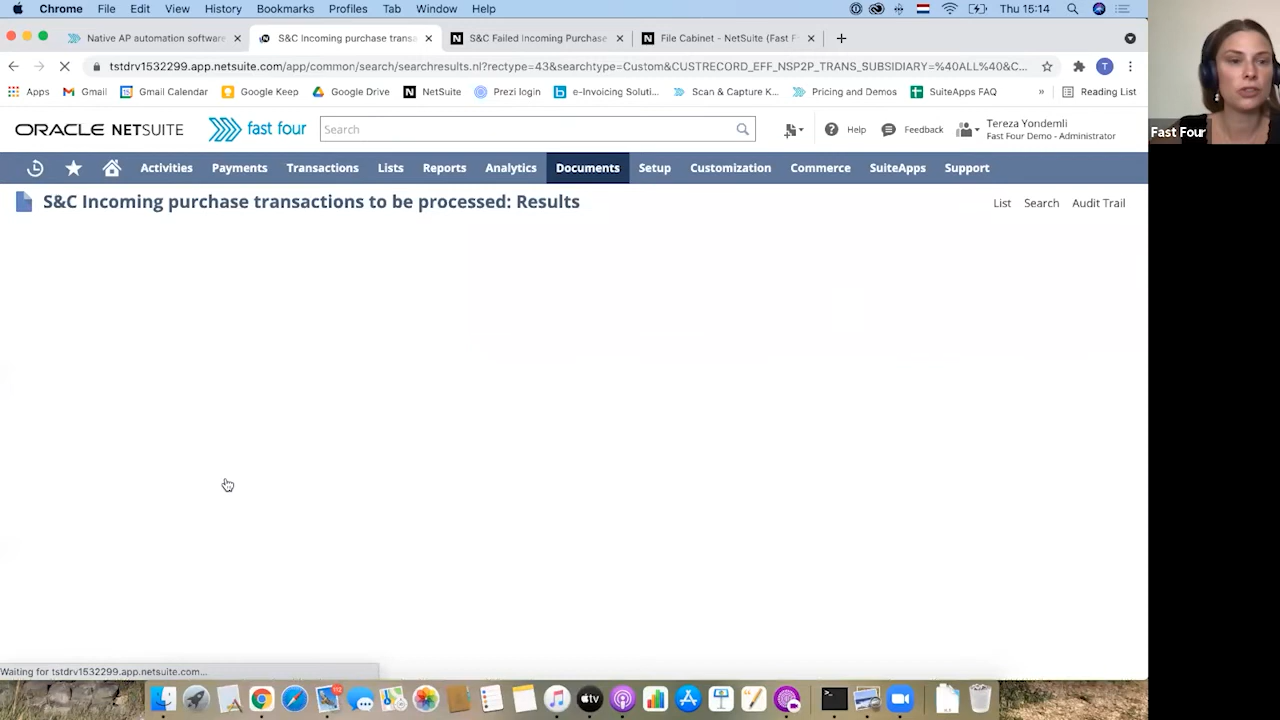 Chrome File Edit View History Bookmarks Profiles Tab Window Help Thu 15:14
Native AP automation software
S&C Incoming purchase transa
S&C Failed Incoming Purchase
File Cabinet - NetSuite (Fast F
tstdrv1532299.app.netsuite.com/app/common/search/searchresults.nl?rectype=43&searchtype=Custom&CUSTRECORD_EFF_NSP2P_TRANS_SUBSIDIARY=%40ALL%40&C...
T
Apps Gmail Gmail Calendar Google Keep Google Drive NetSuite Prezi login e-Invoicing Soluti... Scan & Capture K... Pricing and Demos SuiteApps FAQ » Reading List
ORACLE NETSUITE fast four Search Help Feedback
Tereza Yondemli
Fast Four Demo - Administrator
Fast Four
Activities Payments Transactions Lists Reports Analytics Documents Setup Customization Commerce SuiteApps Support
S&C Incoming purchase transactions to be processed: Results
List Search Audit Trail
Waiting for tstdrv1532299.app.netsuite.com...
tv